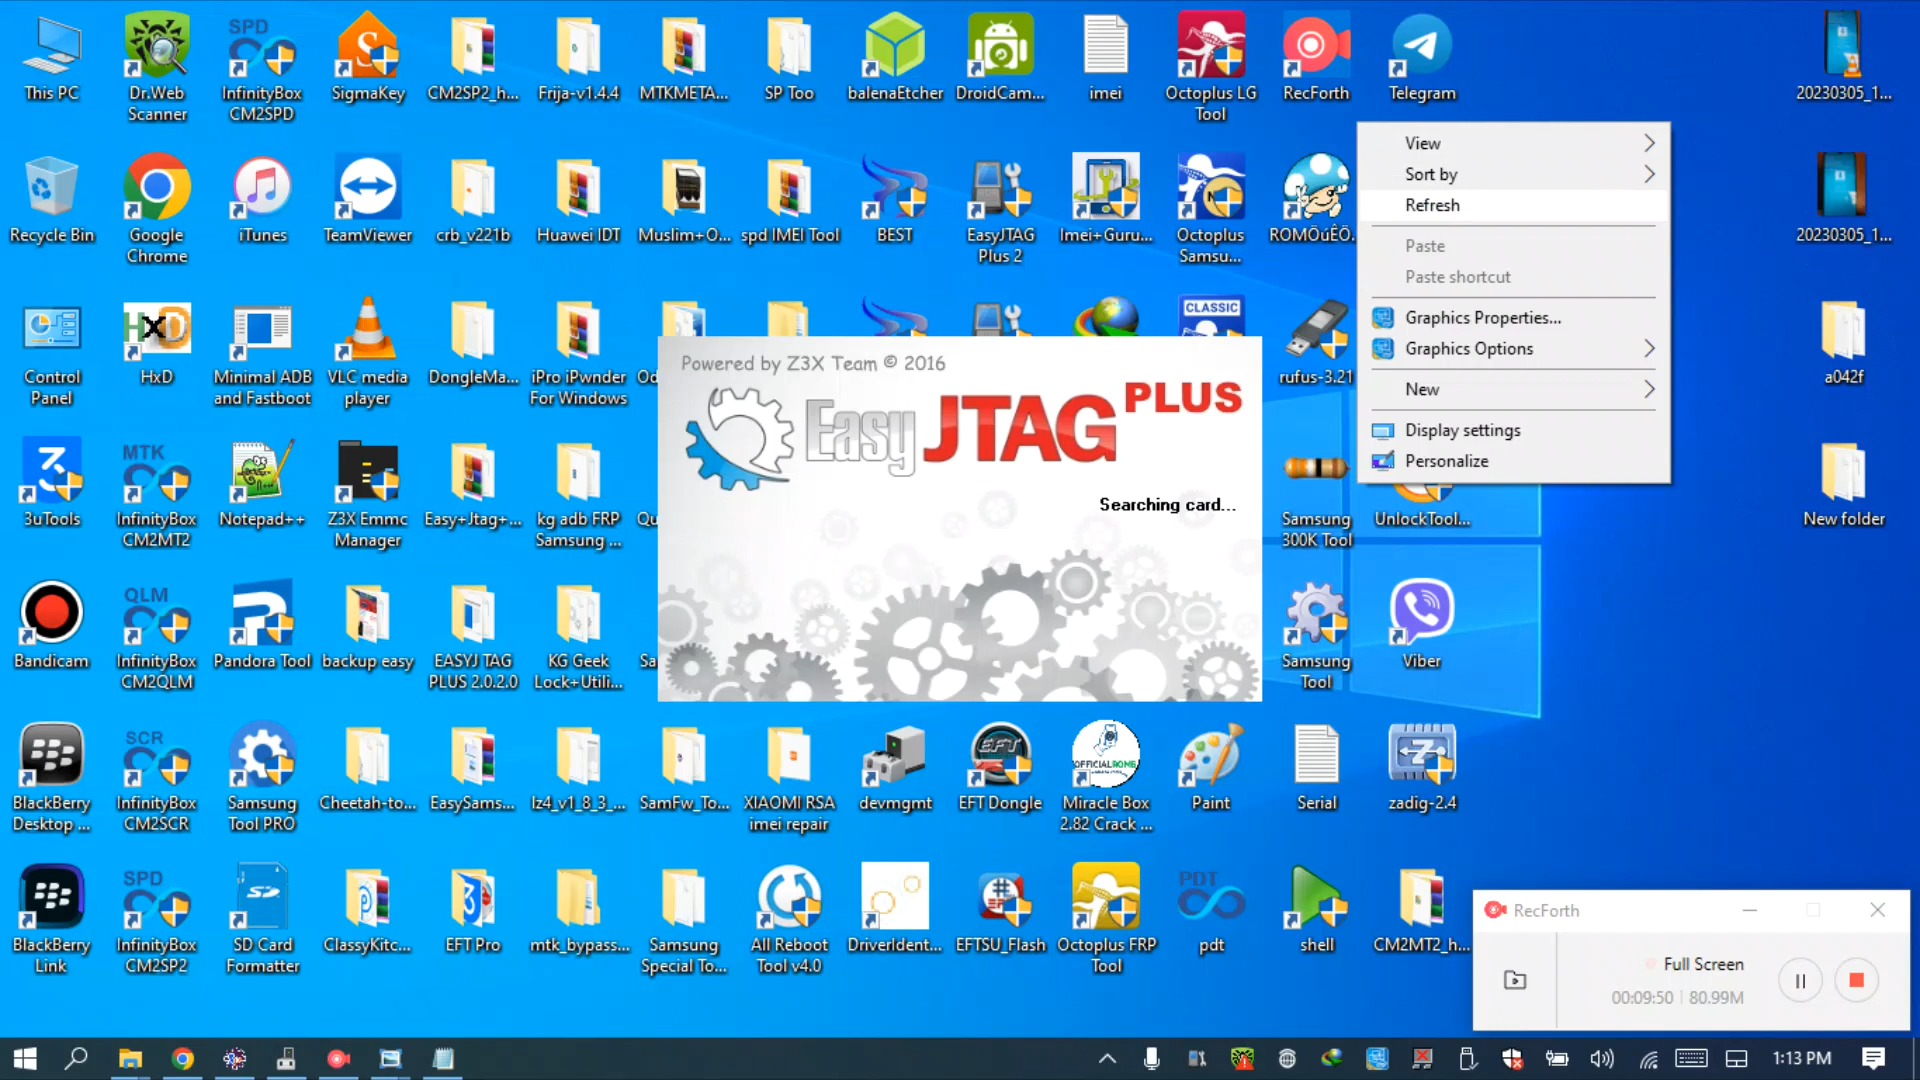 This PC
Dr.Web
Scanner
SPD
InfinityBox
CM2SPD
SigmaKey
CM2SP2_h...
Frija-v1.4.4
MTKMETA...
SP Too
balenaEtcher
DroidCam...
imei
Octoplus LG
Tool
RecForth
Telegram
20230305_1...
Recycle Bin
Google
Chrome
iTunes
TeamViewer
crb_v221b
Huawei IDT
Muslim+O...
spd IMEI Tool
BEST
EasyJTAG
Plus 2
Imei+Guru...
Octoplus
Samsu...
ROMÖúÊÖ.
20230305_1...
View
Sort by
Refresh
Paste
Paste shortcut
Graphics Properties...
Graphics Options
New
Display settings
Personalize
Control
Panel
HxD
HxD
Minimal ADB
and Fastboot
VLC media
player
DongleMa...
iPro iPwnder
For Windows
Od
CLASSIC
rufus-3.21
a042f
Powered by Z3X Team © 2016
Easy JTAG PLUS
Searching card...
3uTools
MTK
InfinityBox
CM2MT2
Notepad++
Z3X Emmc
Manager
Easy+Jtag+...
kg adb FRP
Samsung ...
Qu
Samsung
300K Tool
UnlockTool...
New folder
Bandicam
QLM
InfinityBox
CM2QLM
Pandora Tool
backup easy
EASYJ TAG
PLUS 2.0.2.0
KG Geek
Lock+Utili...
Sa
Samsung
Tool
Viber
BlackBerry
Desktop ...
SCR
InfinityBox
CM2SCR
Samsung
Tool PRO
Cheetah-to...
EasySams...
lz4_v1_8_3_...
SamFw_To...
XIAOMI RSA
imei repair
devmgmt
EFT
EFT Dongle
OFFICIALROMS
Miracle Box
2.82 Crack ...
Paint
Serial
zadig-2.4
BlackBerry
Link
SPD
InfinityBox
CM2SP2
SD
SD Card
Formatter
ClassyKitc...
EFT Pro
mtk_bypass...
Samsung
Special To...
All Reboot
Tool v4.0
DriverIdent...
EFTSU_Flash
Octoplus FRP
Tool
PDT
pdt
shell
CM2MT2_h...
RecForth
Full Screen
00:09:50 | 80.99M
1:13 PM